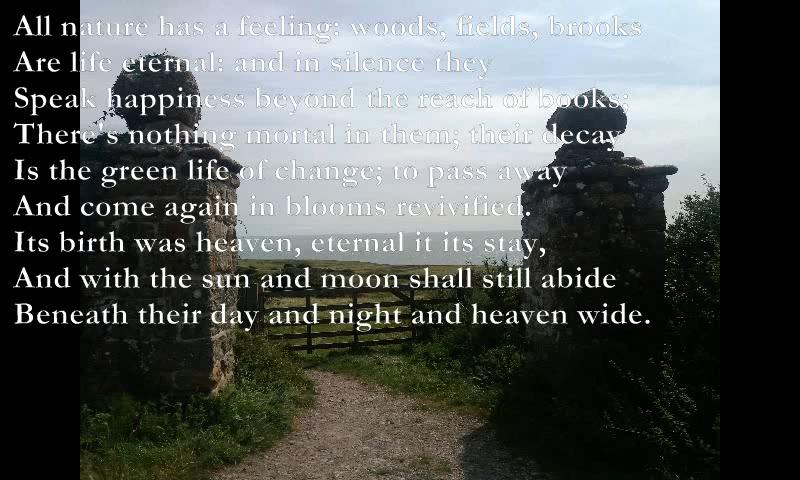 All nature has a feeling: woods, fields, brooks
Are life eternal: and in silence they
Speak happiness beyond the reach of books;
There's nothing mortal in them; their decay
Is the green life of change; to pass away
And come again in blooms revivified.
Its birth was heaven, eternal it its stay,
And with the sun and moon shall still abide
Beneath their day and night and heaven wide.